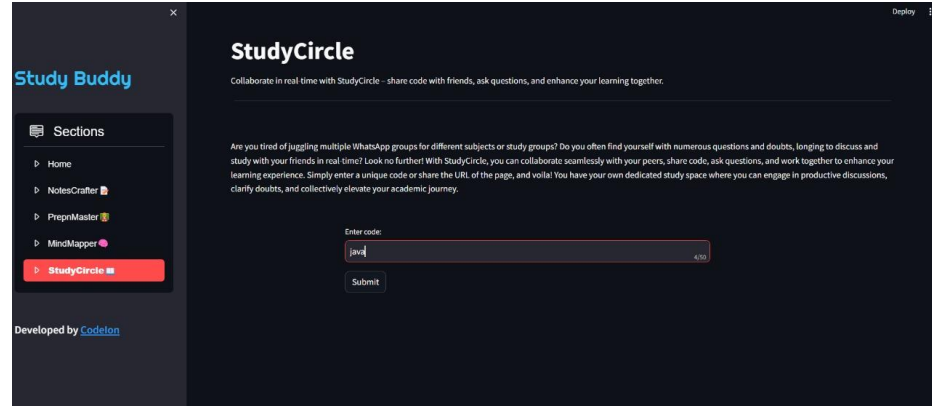 ×
Deploy
Study Buddy
Sections
Home
NotesCrafter
PrepnMaster
MindMapper
StudyCircle
Developed by CodeIon
StudyCircle
Collaborate in real-time with StudyCircle – share code with friends, ask questions, and enhance your learning together.
Are you tired of juggling multiple WhatsApp groups for different subjects or study groups? Do you often find yourself with numerous questions and doubts, longing to discuss and
study with your friends in real-time? Look no further! With StudyCircle, you can collaborate seamlessly with your peers, share code, ask questions, and work together to enhance your
learning experience. Simply enter a unique code or share the URL of the page, and voila! You have your own dedicated study space where you can engage in productive discussions,
clarify doubts, and collectively elevate your academic journey.
Enter code:
java
4/50
Submit